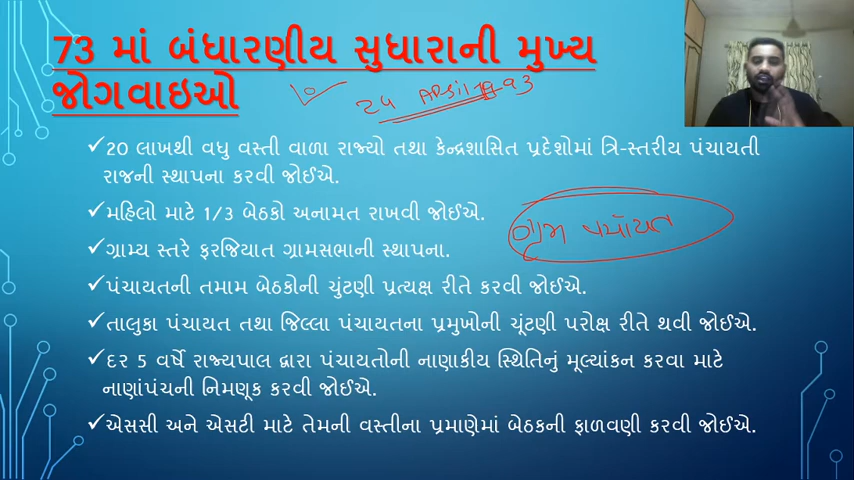 73 માં બંધારણીય સુધારાની મુખ્ય
જોગવાઇઓ
24 April 1993
✓20 લાખથી વધુ વસ્તી વાળા રાજ્યો તથા કેન્દ્રશાસિત પ્રદેશોમાં ત્રિ-સ્તરીય પંચાયતી
રાજની સ્થાપના કરવી જોઈએ.
✓મહિલો માટે 1/3 બેઠકો અનામત રાખવી જોઈએ.
ગ્રામ પંચાયત
✓ગ્રામ્ય સ્તરે ફરજિયાત ગ્રામસભાની સ્થાપના.
✓પંચાયતની તમામ બેઠકોની ચુંટણી પ્રત્યક્ષ રીતે કરવી જોઈએ.
✓તાલુકા પંચાયત તથા જિલ્લા પંચાયતના પ્રમુખોની ચૂંટણી પરોક્ષ રીતે થવી જોઈએ.
✓દર 5 વર્ષે રાજ્યપાલ દ્વારા પંચાયતોની નાણાકીય સ્થિતિનું મૂલ્યાંકન કરવા માટે
નાણાંપંચની નિમણૂક કરવી જોઈએ.
✓એસસી અને એસટી માટે તેમની વસ્તીના પ્રમાણેમાં બેઠકની ફાળવણી કરવી જોઈએ.